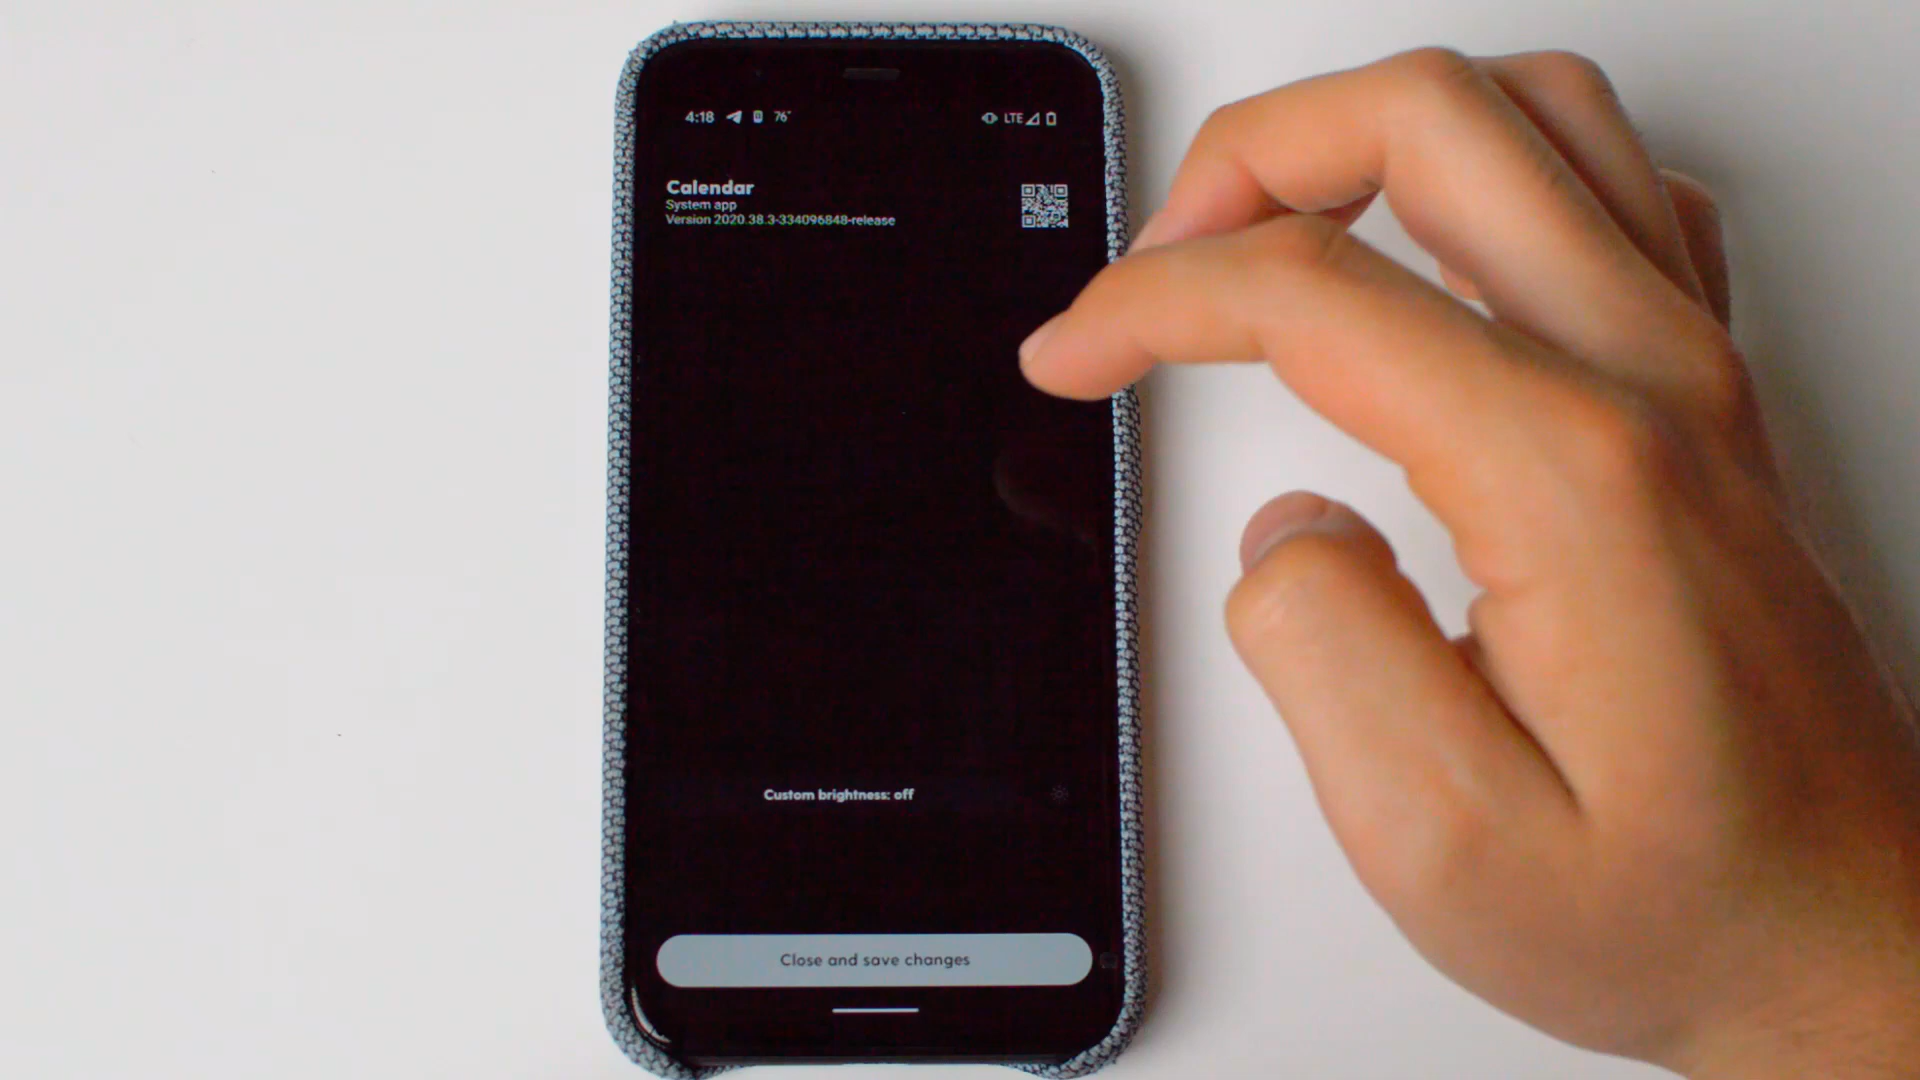 4:18 76° LTE
Calendar
System app
Version 2020.38.3-334096848-release
Custom brightness: off
Close and save changes